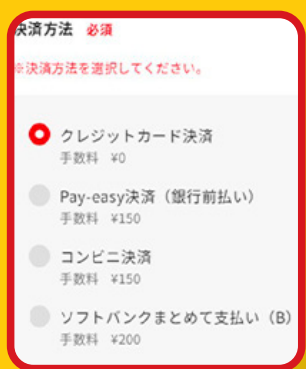 決済方法 必須
※決済方法を選択してください。
クレジットカード決済
手数料 ¥0
Pay-easy決済（銀行前払い）
手数料 ¥150
コンビニ決済
手数料 ¥150
ソフトバンクまとめて支払い（B）
手数料 ¥200